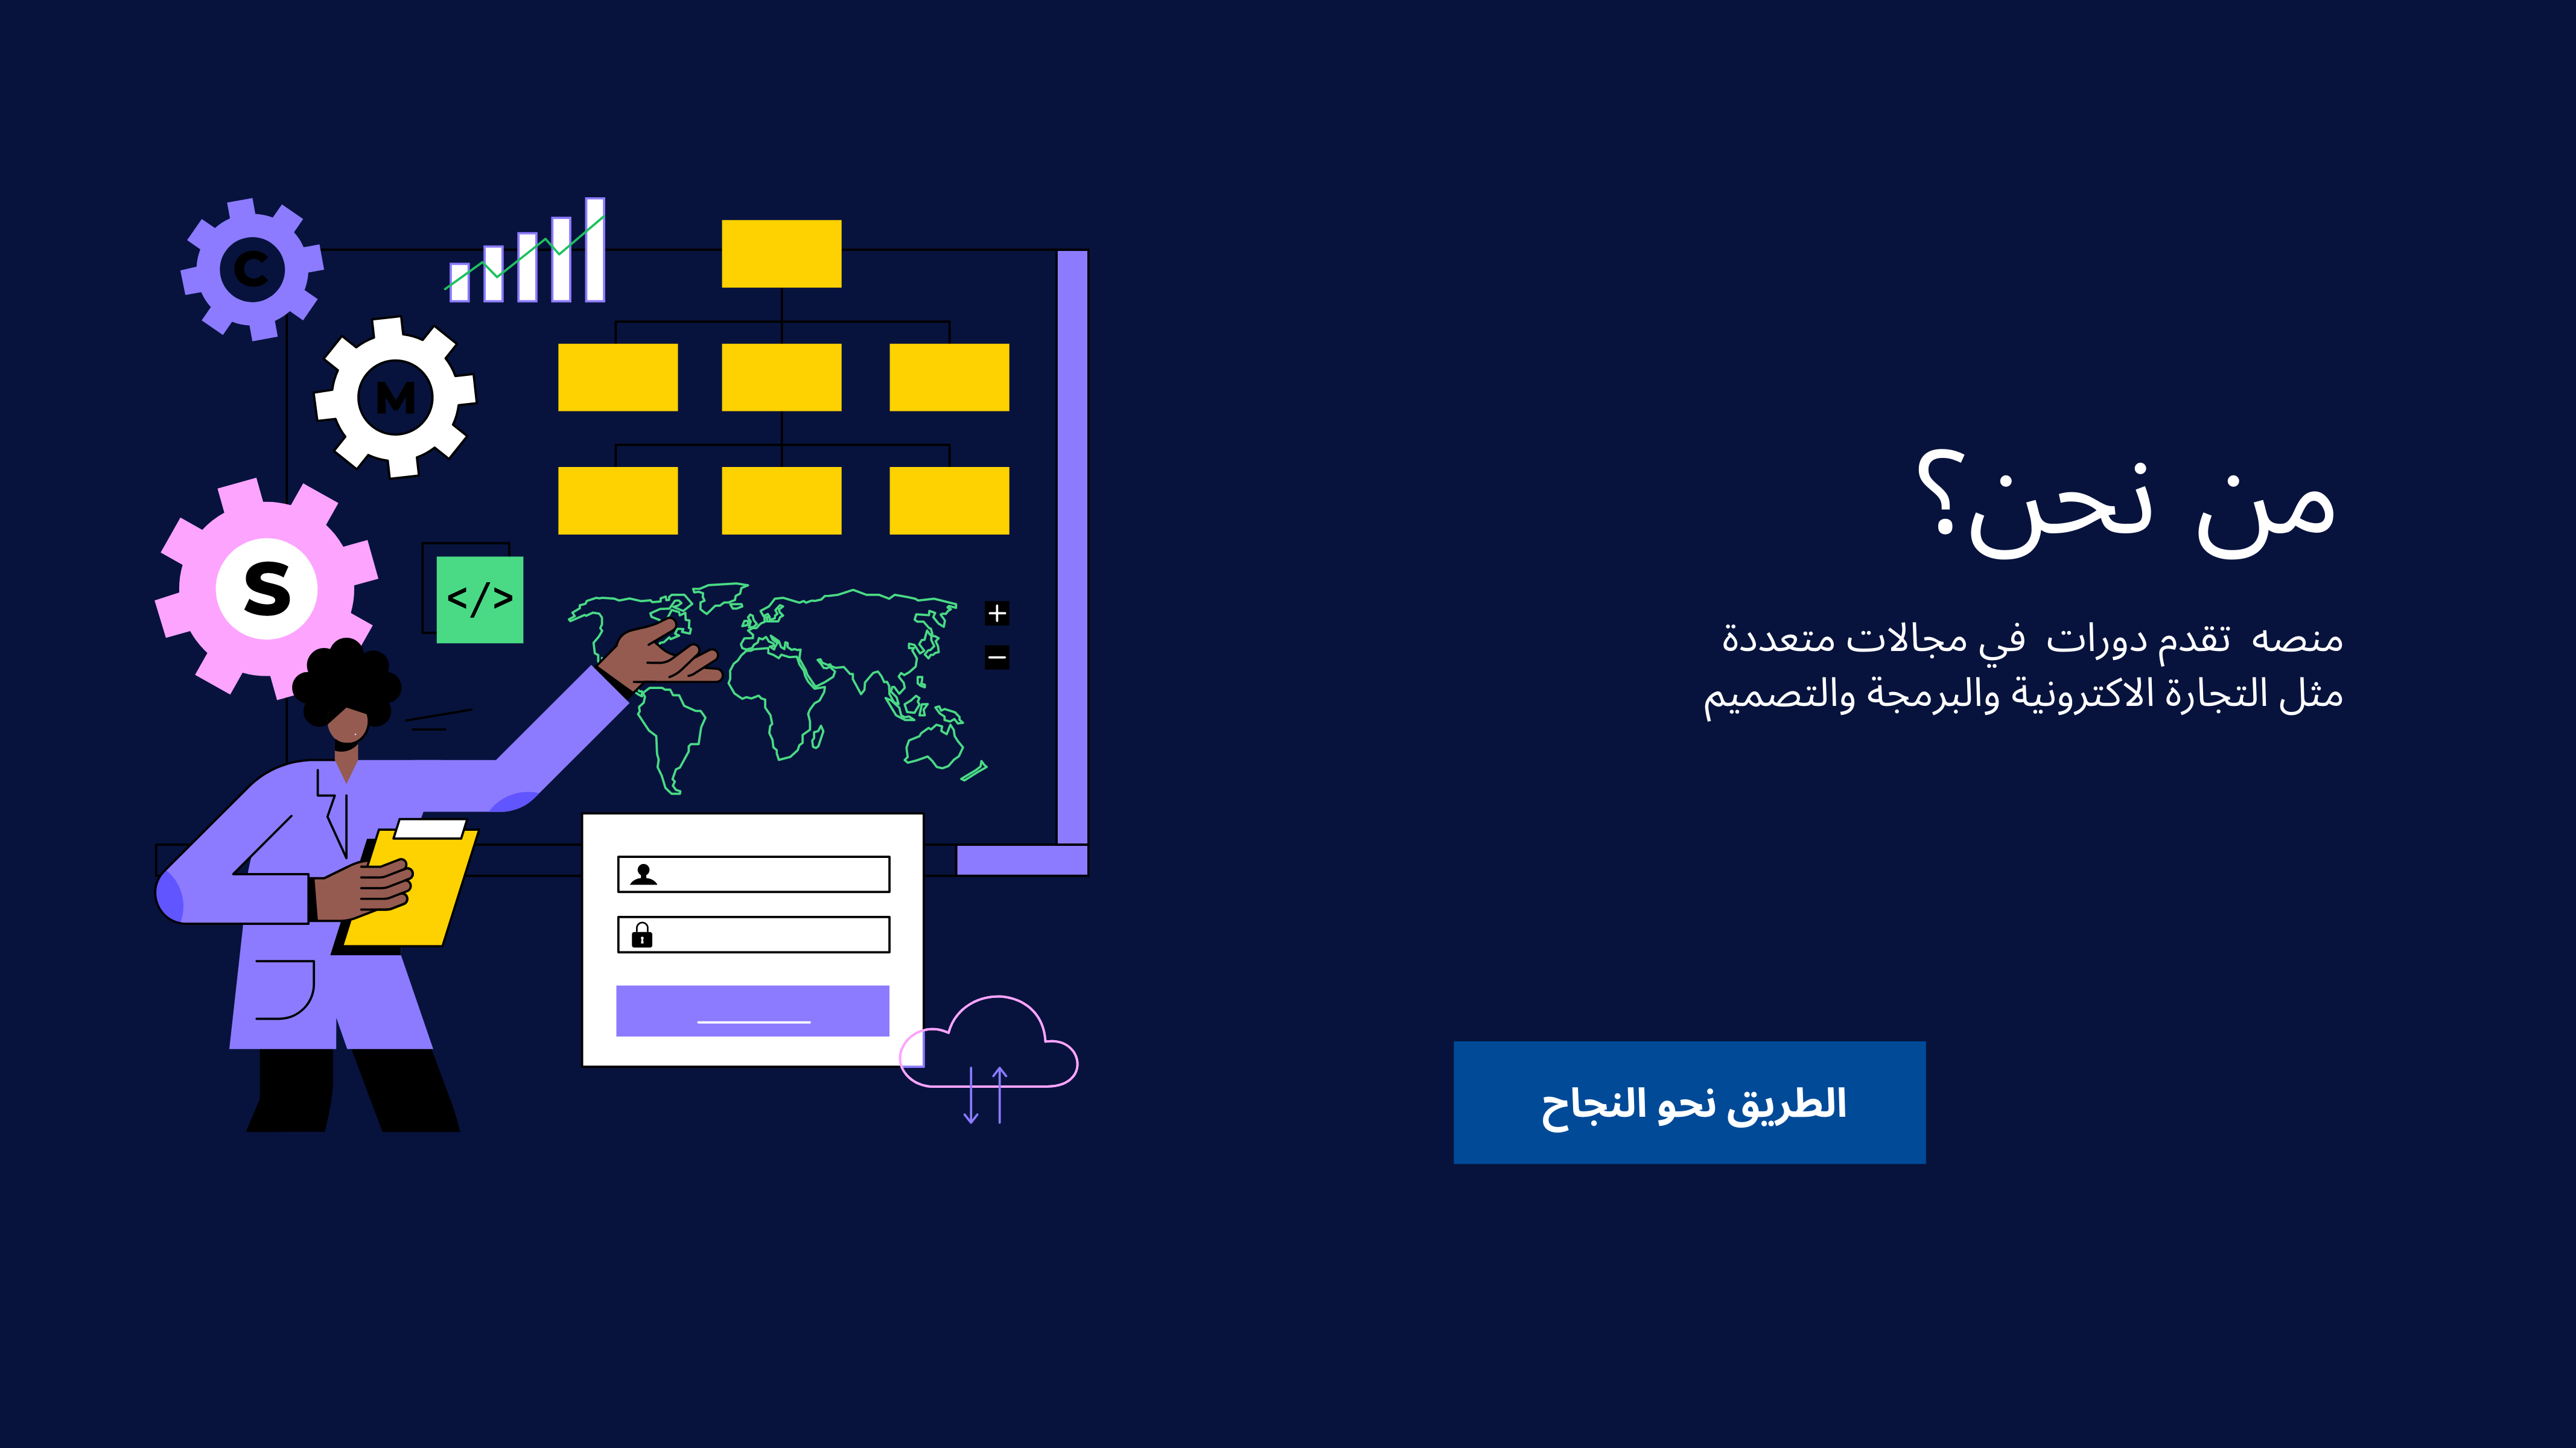 من نحن؟
منصه تقدم دورات في مجالات متعددة
مثل التجارة الاكترونية والبرمجة والتصميم
الطريق نحو النجاح
C
M
S
</>